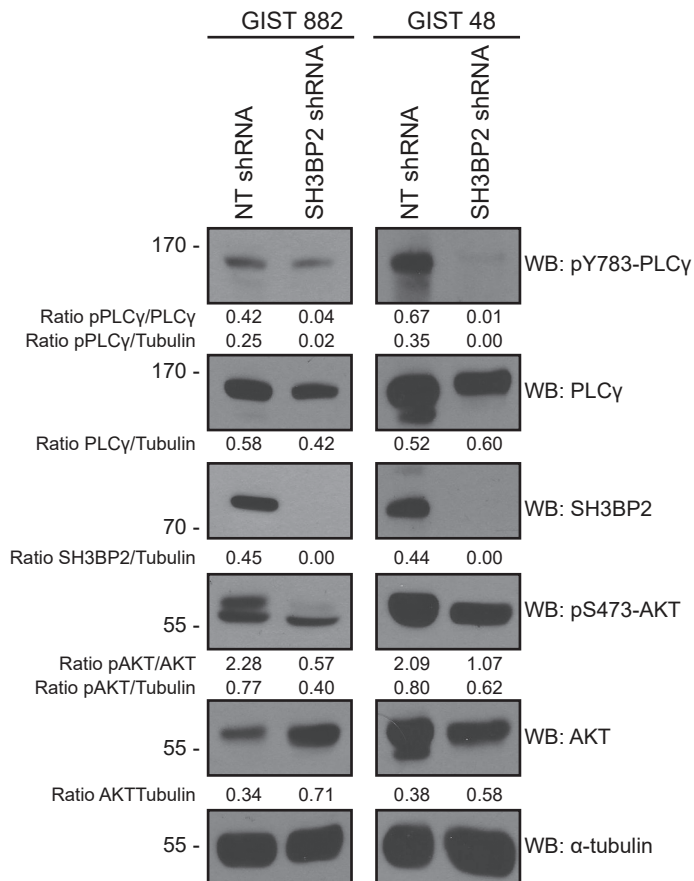 GIST 882 GIST 48
NT shRNA SH3BP2 shRNA NT shRNA SH3BP2 shRNA
170 - WB: pY783-PLCγ
Ratio pPLCγ/PLCγ 0.42 0.04 0.67 0.01
Ratio pPLCγ/Tubulin 0.25 0.02 0.35 0.00
170 - WB: PLCγ
Ratio PLCγ/Tubulin 0.58 0.42 0.52 0.60
70 - WB: SH3BP2
Ratio SH3BP2/Tubulin 0.45 0.00 0.44 0.00
55 - WB: pS473-AKT
Ratio pAKT/AKT 2.28 0.57 2.09 1.07
Ratio pAKT/Tubulin 0.77 0.40 0.80 0.62
55 - WB: AKT
Ratio AKTTubulin 0.34 0.71 0.38 0.58
55 - WB: α-tubulin